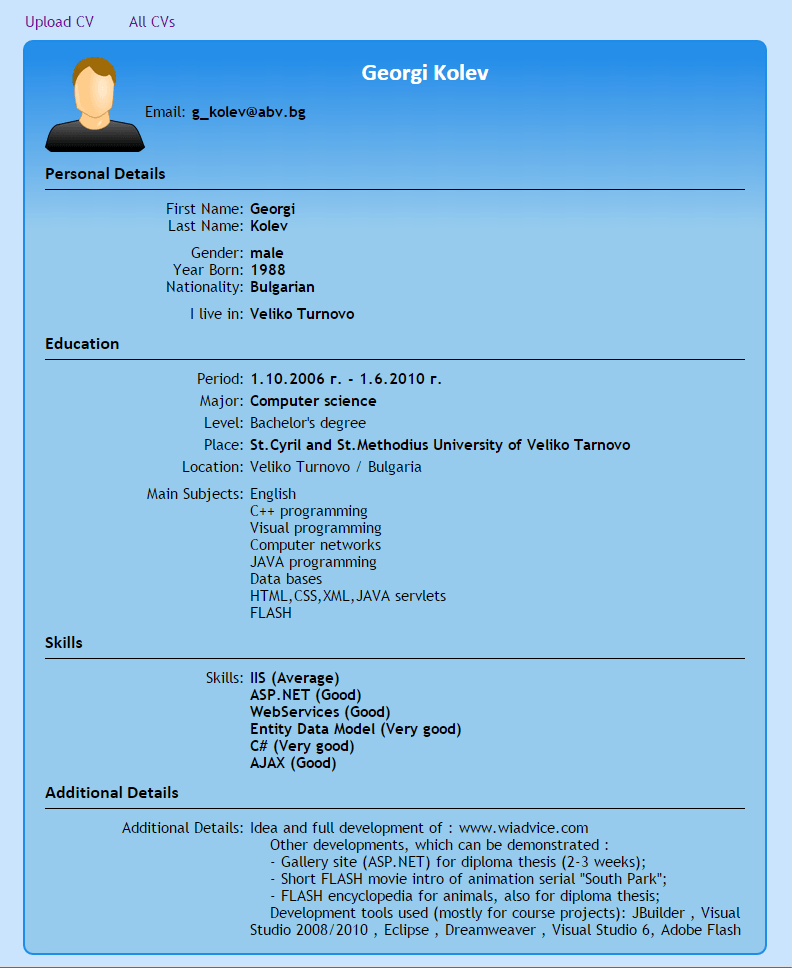 Upload CV All CVs
Georgi Kolev
Email: g_kolev@abv.bg
Personal Details
First Name: Georgi
Last Name: Kolev
Gender: male
Year Born: 1988
Nationality: Bulgarian
I live in: Veliko Turnovo
Education
Period: 1.10.2006 г. - 1.6.2010 г.
Major: Computer science
Level: Bachelor's degree
Place: St.Cyril and St.Methodius University of Veliko Tarnovo
Location: Veliko Turnovo / Bulgaria
Main Subjects: English
C++ programming
Visual programming
Computer networks
JAVA programming
Data bases
HTML,CSS,XML,JAVA servlets
FLASH
Skills
Skills: IIS (Average)
ASP.NET (Good)
WebServices (Good)
Entity Data Model (Very good)
C# (Very good)
AJAX (Good)
Additional Details
Additional Details: Idea and full development of : www.wiadvice.com
Other developments, which can be demonstrated :
- Gallery site (ASP.NET) for diploma thesis (2-3 weeks);
- Short FLASH movie intro of animation serial "South Park";
- FLASH encyclopedia for animals, also for diploma thesis;
Development tools used (mostly for course projects): JBuilder , Visual
Studio 2008/2010 , Eclipse , Dreamweaver , Visual Studio 6, Adobe Flash